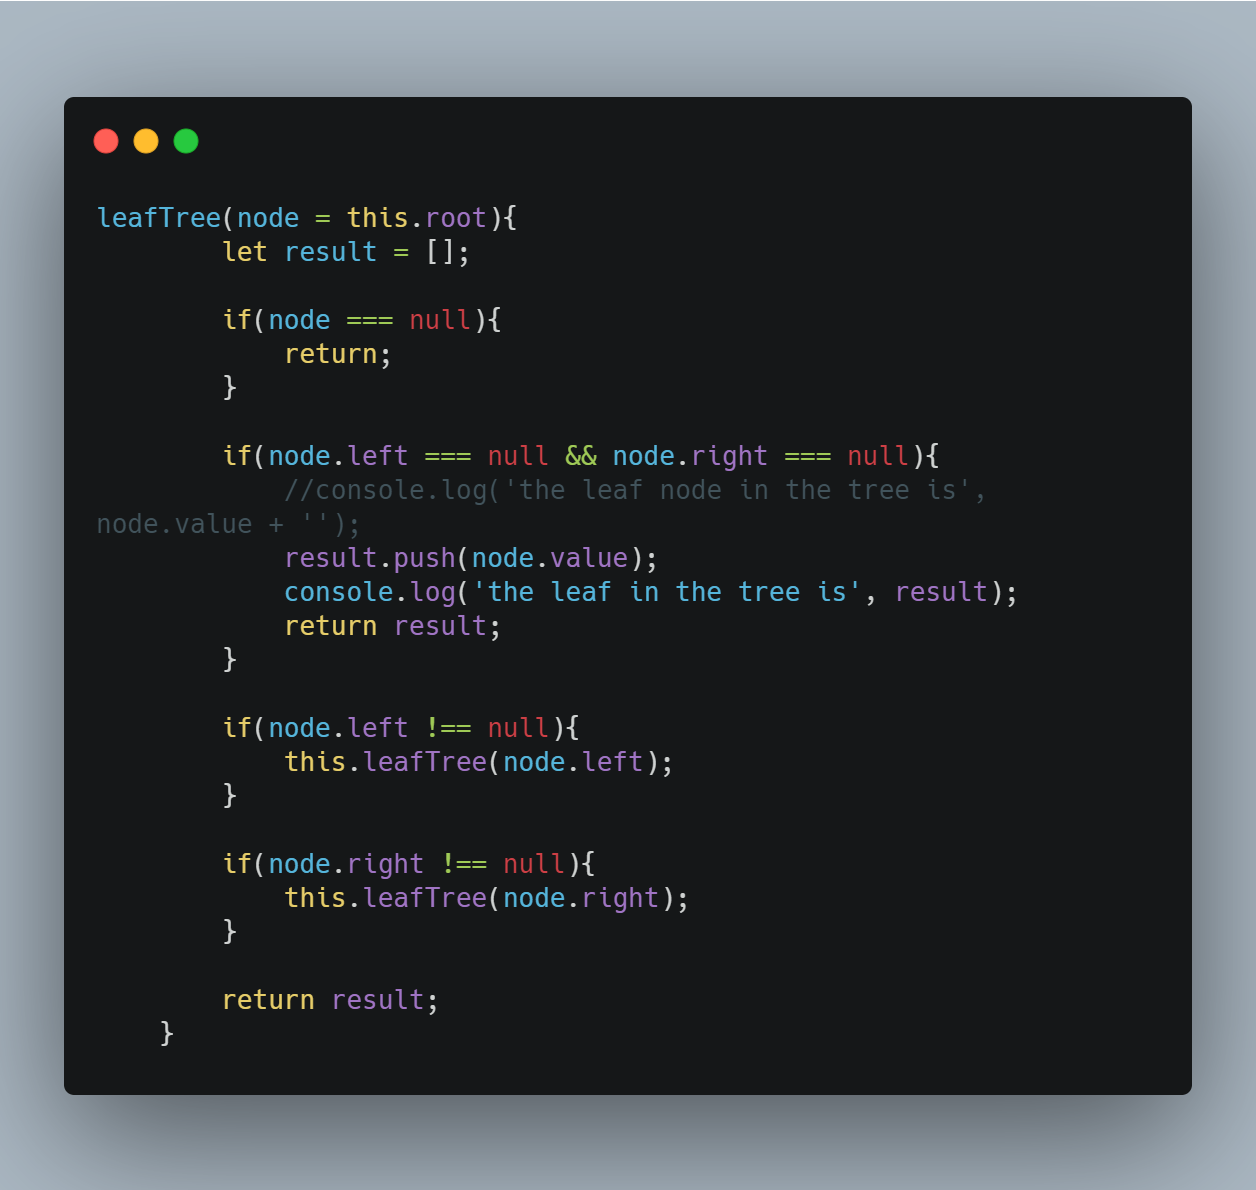 leafTree(node = this.root){
        let result = [];

        if(node === null){
            return;
        }

        if(node.left === null && node.right === null){
            //console.log('the leaf node in the tree is',
node.value + '');
            result.push(node.value);
            console.log('the leaf in the tree is', result);
            return result;
        }

        if(node.left !== null){
            this.leafTree(node.left);
        }

        if(node.right !== null){
            this.leafTree(node.right);
        }

        return result;
    }